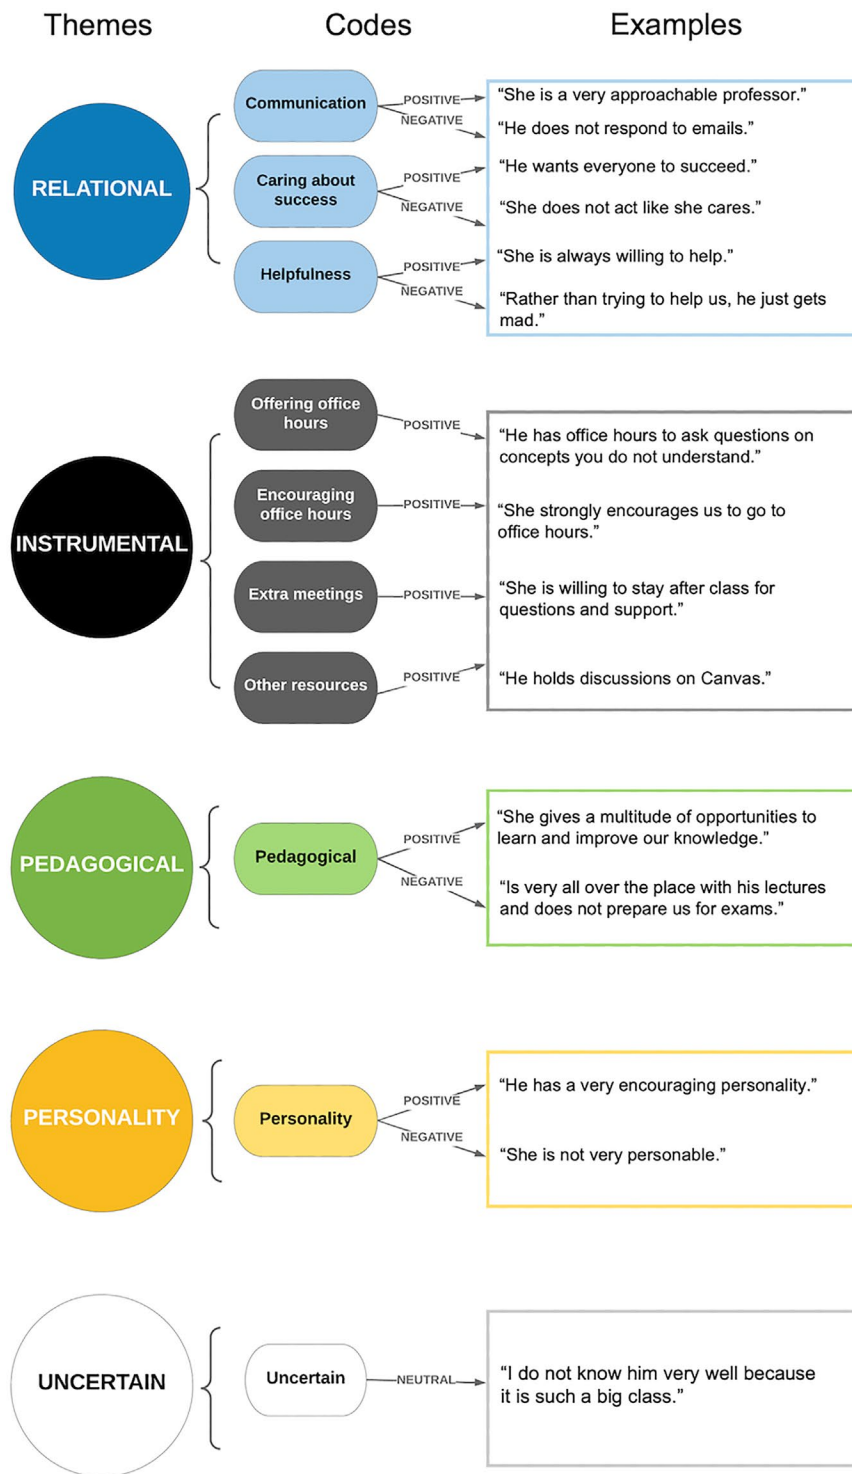 Themes
Codes
Examples
RELATIONAL
Communication
POSITIVE
“She is a very approachable professor.”
NEGATIVE
“He does not respond to emails.”
Caring about
success
POSITIVE
“He wants everyone to succeed.”
NEGATIVE
“She does not act like she cares.”
Helpfulness
POSITIVE
“She is always willing to help.”
NEGATIVE
“Rather than trying to help us, he just gets
mad.”
INSTRUMENTAL
Offering office
hours
POSITIVE
“He has office hours to ask questions on
concepts you do not understand.”
Encouraging
office hours
POSITIVE
“She strongly encourages us to go to
office hours.”
Extra meetings
POSITIVE
“She is willing to stay after class for
questions and support.”
Other resources
POSITIVE
“He holds discussions on Canvas.”
PEDAGOGICAL
Pedagogical
POSITIVE
“She gives a multitude of opportunities to
learn and improve our knowledge.”
NEGATIVE
“Is very all over the place with his lectures
and does not prepare us for exams.”
PERSONALITY
Personality
POSITIVE
“He has a very encouraging personality.”
NEGATIVE
“She is not very personable.”
UNCERTAIN
Uncertain
NEUTRAL
“I do not know him very well because
it is such a big class.”